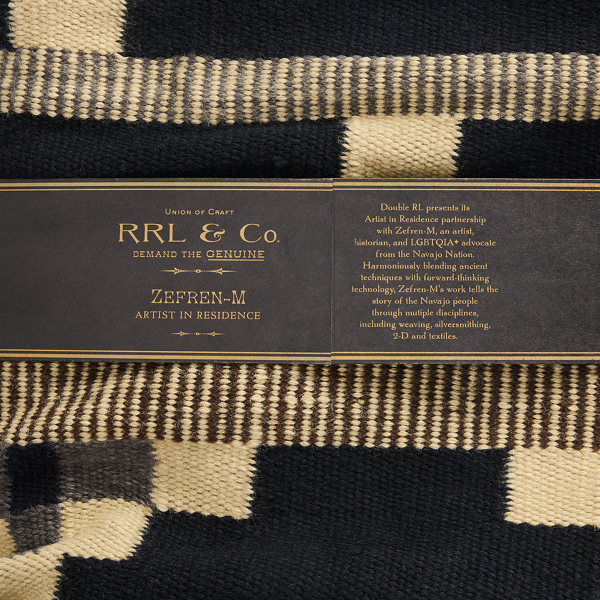 Union of Craft
RRL & Co.
DEMAND THE GENUINE
ZEFREN-M
ARTIST IN RESIDENCE
Double RL presents its
Artist in Residence partnership
with Zefren-M, an artist,
historian, and LGBTQIA+ advocate
from the Navajo Nation.
Harmoniously blending ancient
techniques with forward-thinking
technology, Zefren-M's work tells the
story of the Navajo people
through mutiple disciplines,
including weaving, silversmithing,
2-D and textiles.